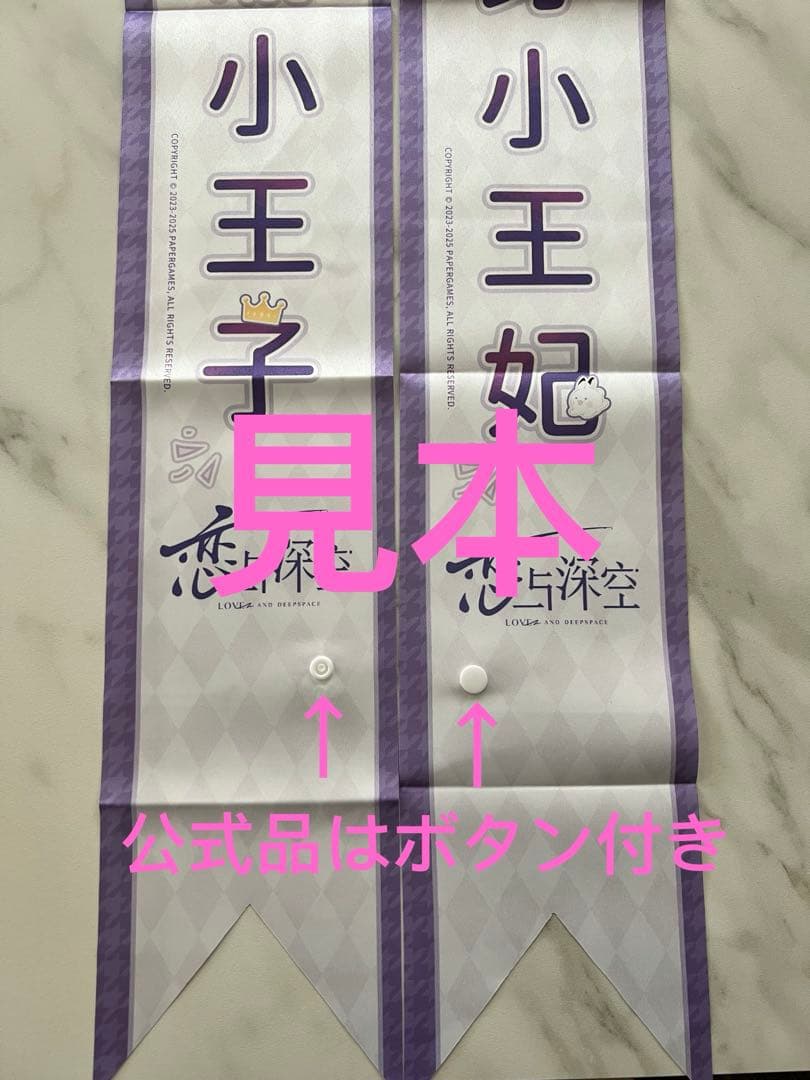 小王子
COPYRIGHT © 2023-2025 PAPERGAMES, ALL RIGHTS RESERVED.
恋与深空
LOVE AND DEEPSPACE
小王妃
COPYRIGHT © 2023-2025 PAPERGAMES, ALL RIGHTS RESERVED.
恋与深空
LOVE AND DEEPSPACE
見本
↑ ↑
公式品はボタン付き